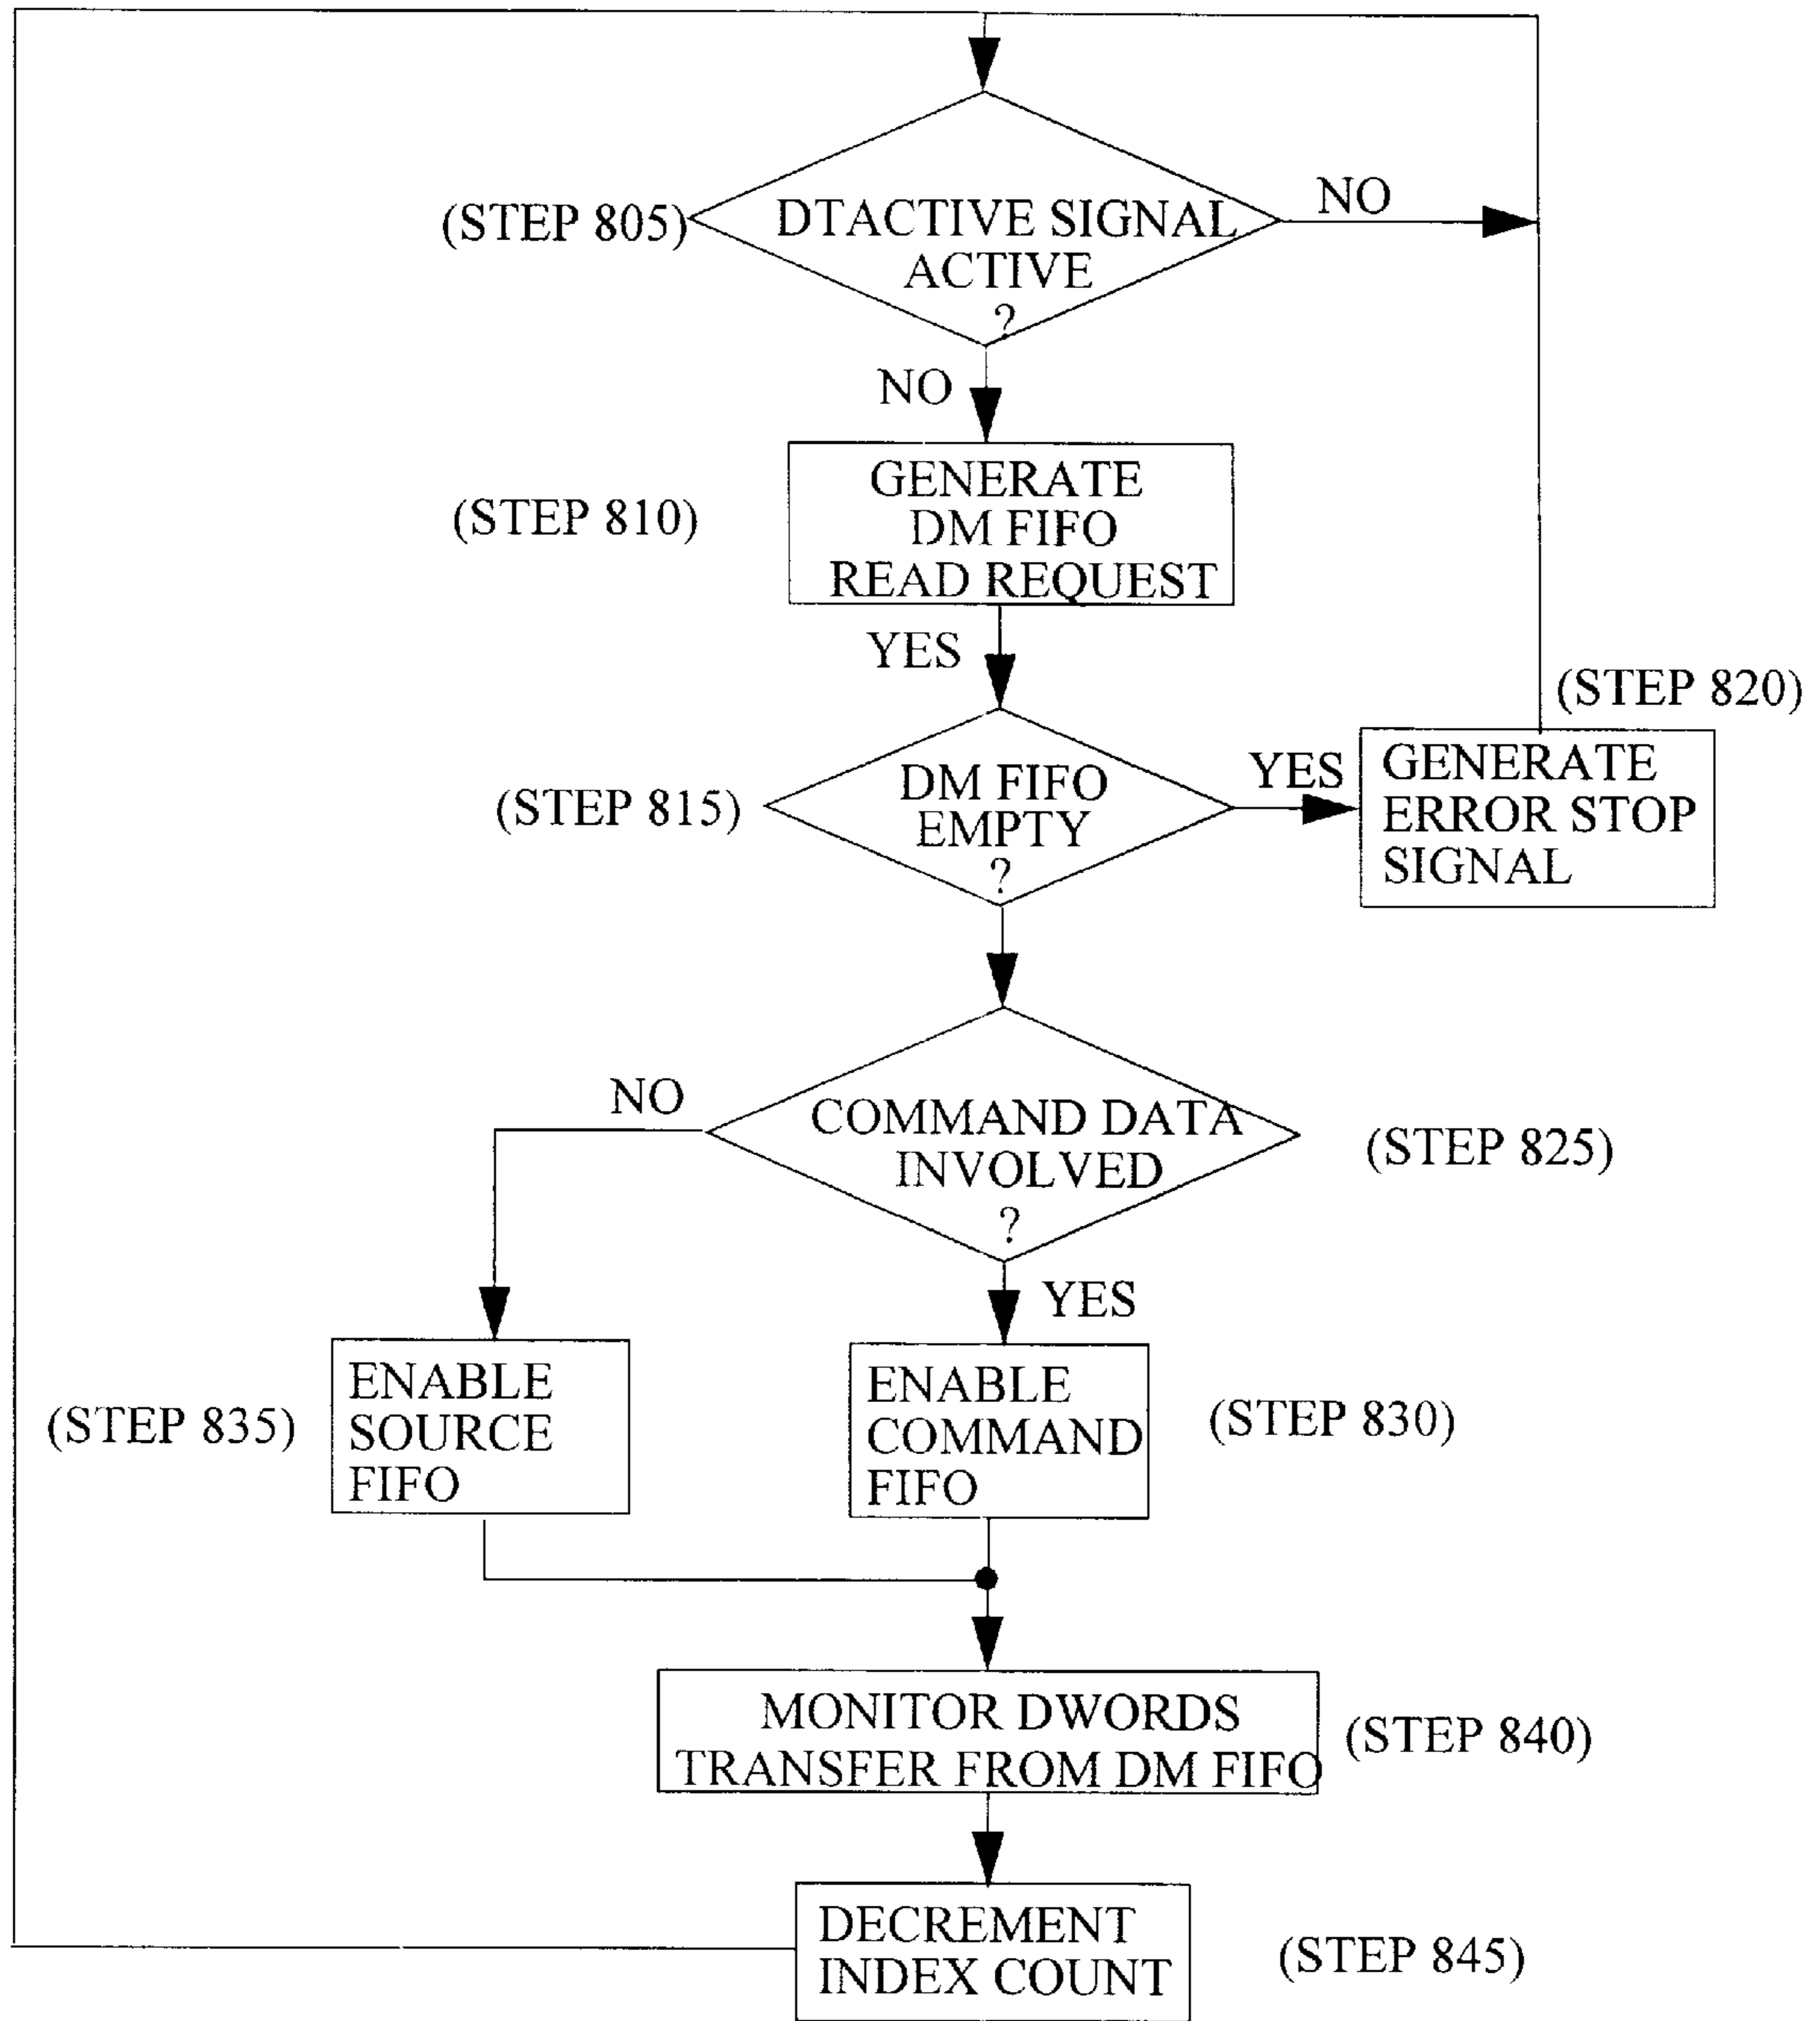 (STEP 805)
DTACTIVE SIGNAL
ACTIVE
?
NO
NO
(STEP 810)
GENERATE
DM FIFO
READ REQUEST
YES
(STEP 815)
DM FIFO
EMPTY
?
YES
(STEP 820)
GENERATE
ERROR STOP
SIGNAL
NO
COMMAND DATA
INVOLVED
?
(STEP 825)
YES
(STEP 835)
ENABLE
SOURCE
FIFO
ENABLE
COMMAND
FIFO
(STEP 830)
MONITOR DWORDS
TRANSFER FROM DM FIFO
(STEP 840)
DECREMENT
INDEX COUNT
(STEP 845)